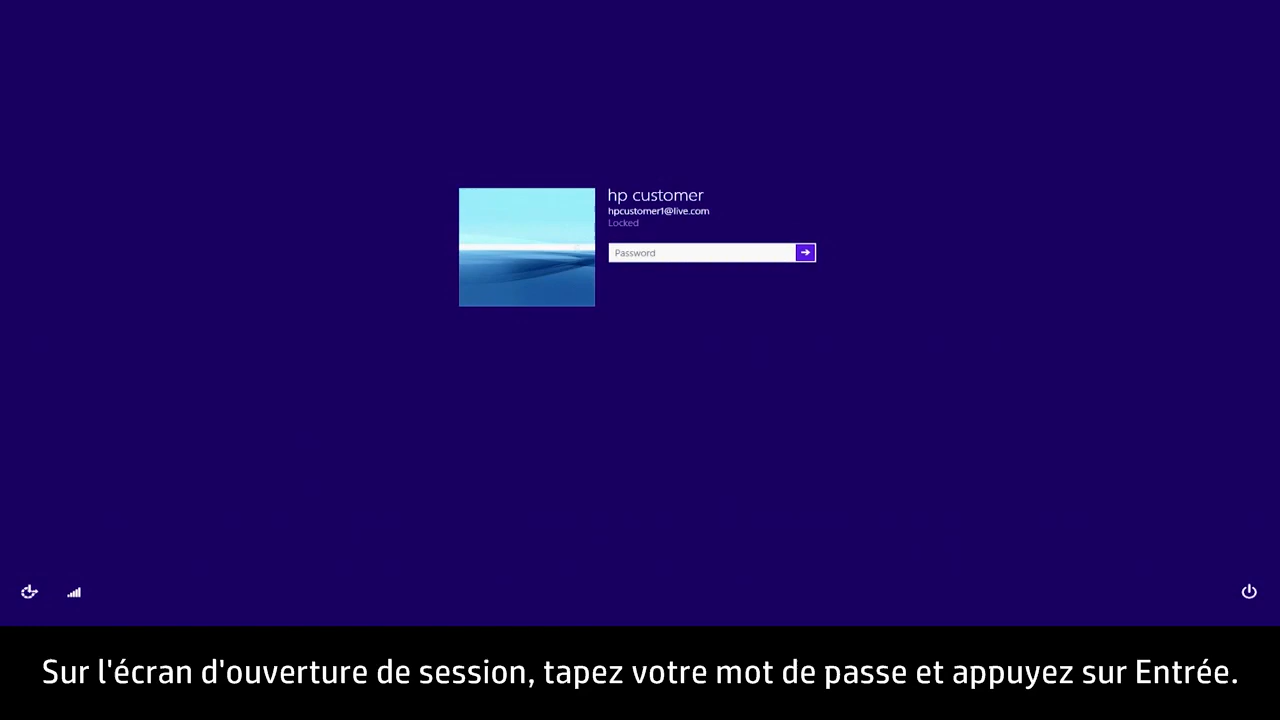 hp customer
hpcustomer1@live.com
Locked
Password
Sur l'écran d'ouverture de session, tapez votre mot de passe et appuyez sur Entrée.